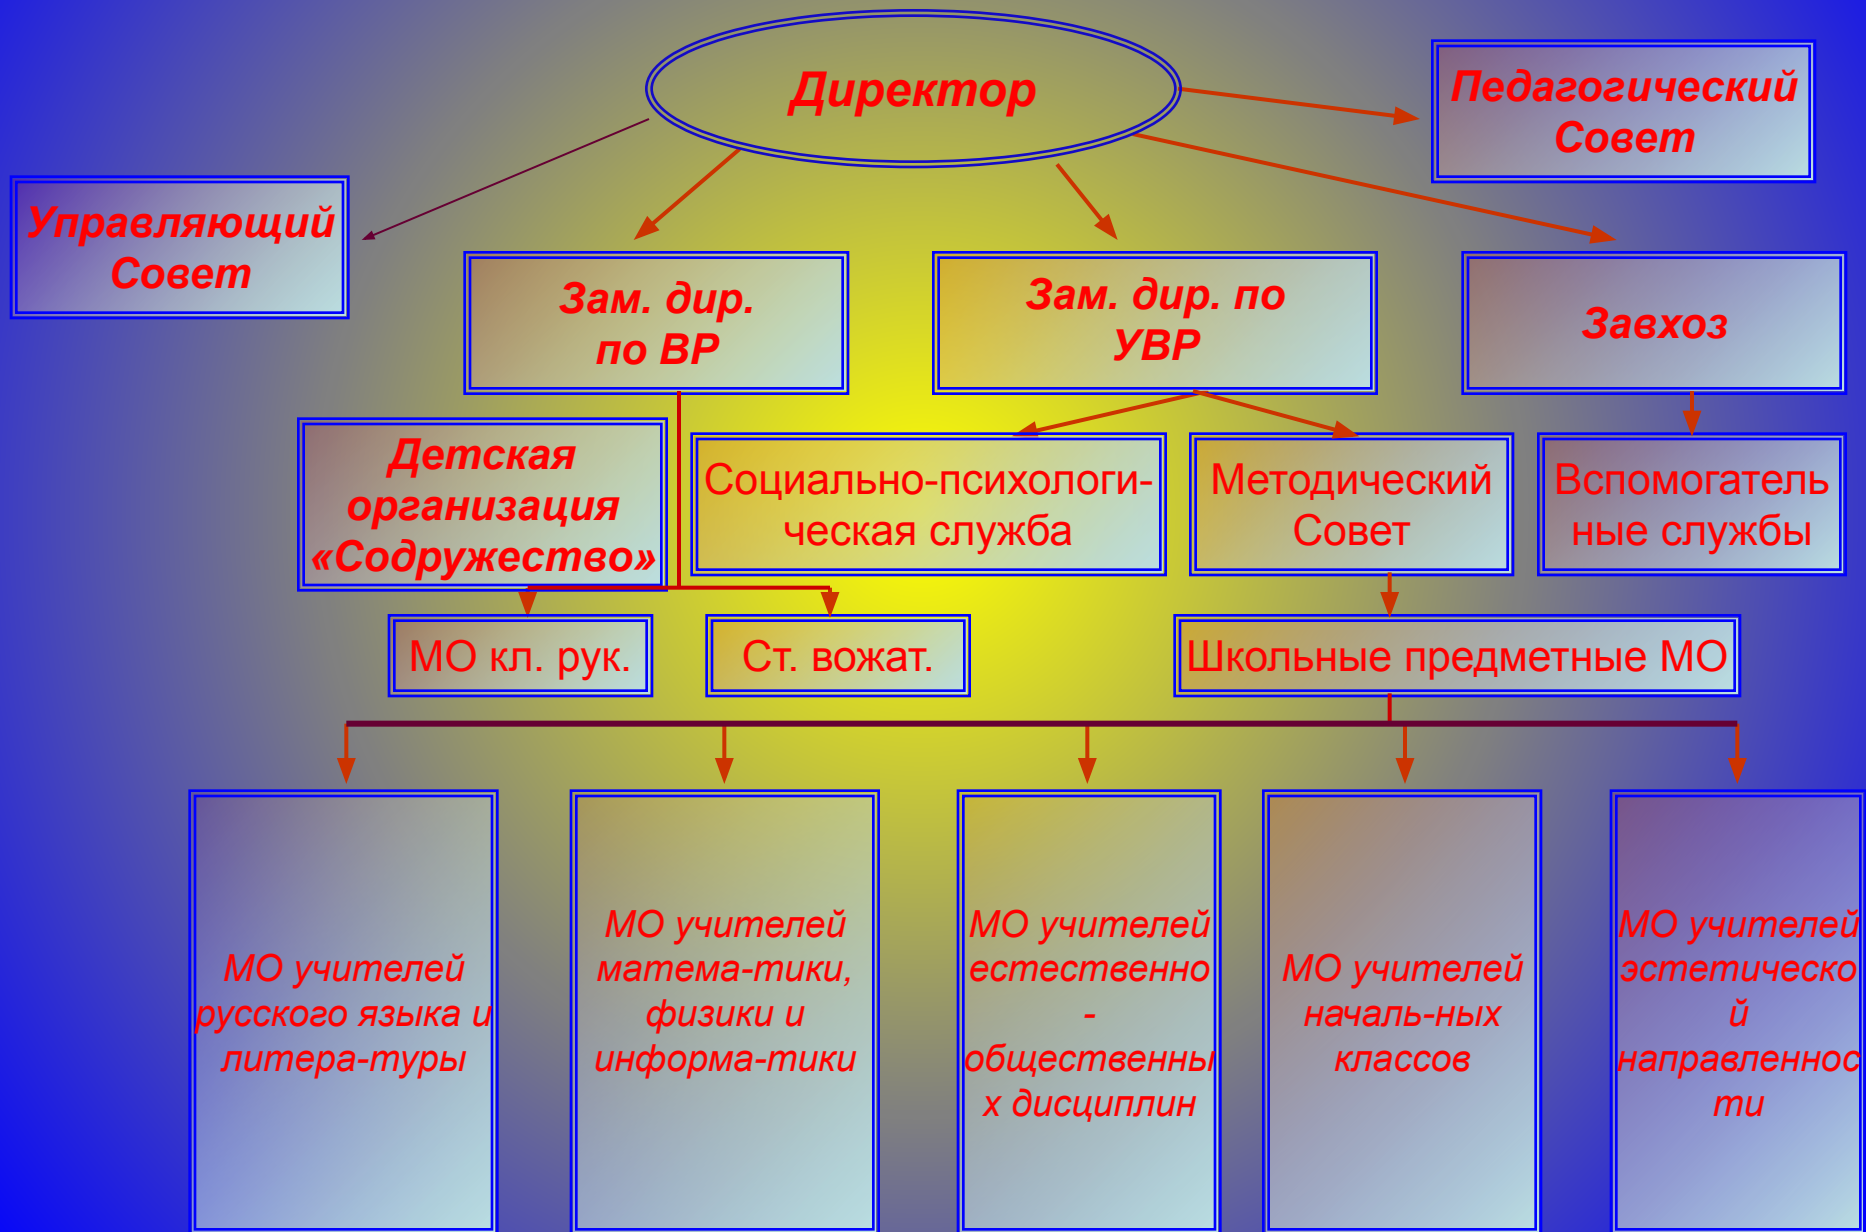 Директор
Педагогический
Совет
Управляющий
Совет
Зам. дир.
по ВР
Зам. дир. по
УВР
Завхоз
Детская
организация
«Содружество»
Социально-психологи-
ческая служба
Методический
Совет
Вспомогатель
ные службы
МО кл. рук.
Ст. вожат.
Школьные предметные МО
МО учителей
русского языка и
литера-туры
МО учителей
матема-тики,
физики и
информа-тики
МО учителей
естественно
-
общественны
х дисциплин
МО учителей
началь-ных
классов
МО учителей
эстетическо
й
направленнос
ти